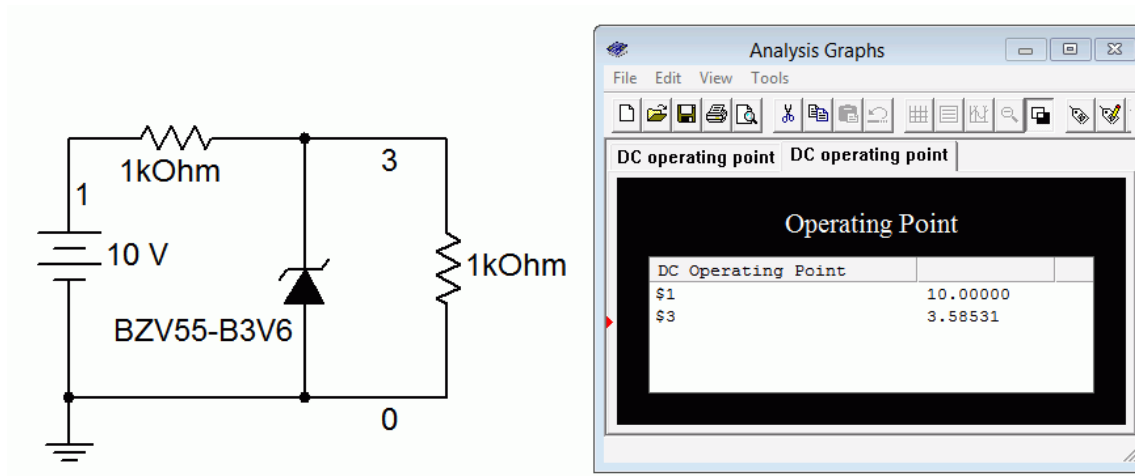 1kOhm
3
1
10 V
1kOhm
BZV55-B3V6
0
Analysis Graphs
File Edit View Tools
DC operating point DC operating point
Operating Point
DC Operating Point
$1 10.00000
$3 3.58531